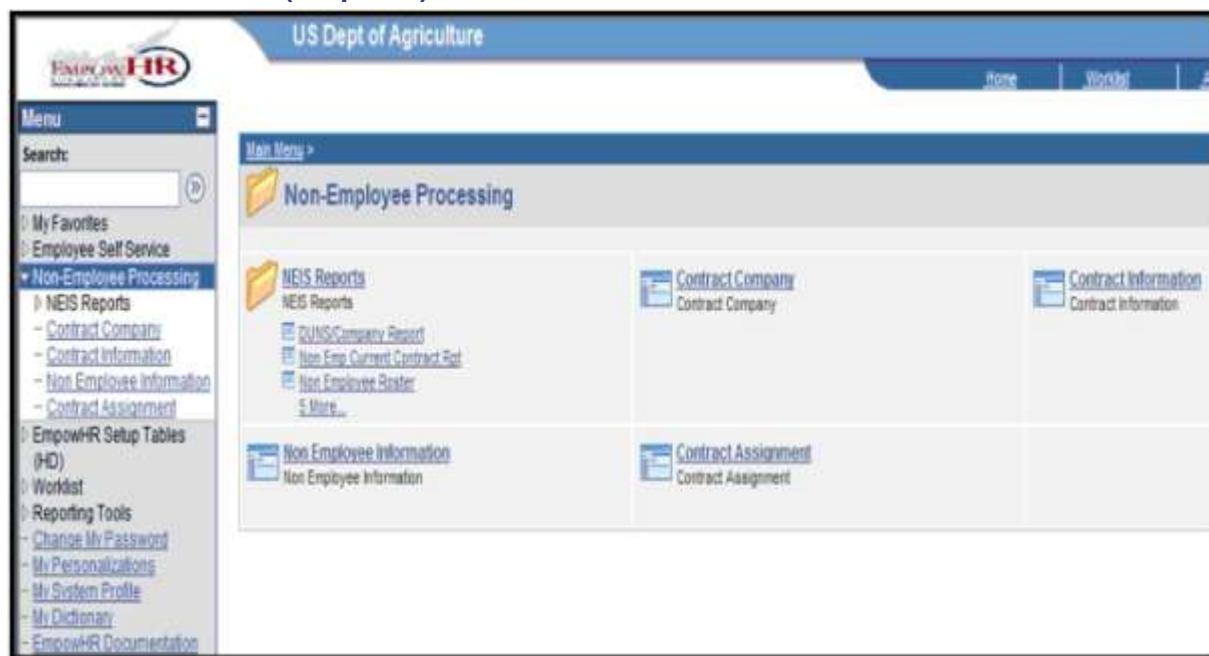 US Dept of Agriculture
EMPOWHR
Home
Worklist
Menu
Search:
My Favorites
Employee Self Service
Non-Employee Processing
NEIS Reports
Contract Company
Contract Information
Non Employee Information
Contract Assignment
EmpowHR Setup Tables
(HD)
Worklist
Reporting Tools
Change My Password
My Personalizations
My System Profile
My Dictionary
EmpowHR Documentation
Main Menu >
Non-Employee Processing
NEIS Reports
NEIS Reports
DUNS/Company Report
Non Emp Current Contract Rpt
Non Employee Roster
5 More...
Contract Company
Contract Company
Contract Information
Contract Information
Non Employee Information
Non Employee Information
Contract Assignment
Contract Assignment